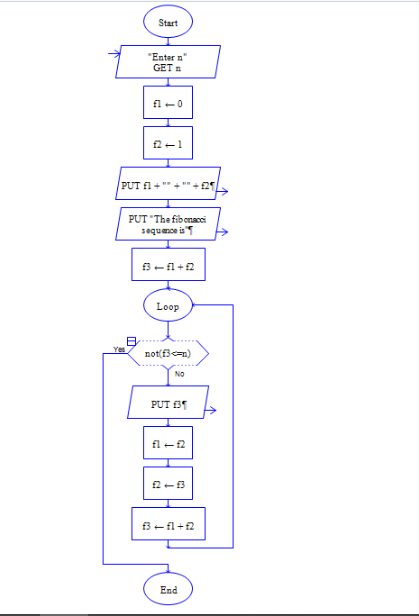 Start
"Enter n"
GET n
f1 ← 0
f2 ← 1
PUT f1 + "" + "" + f2¶
PUT "The fibonacci
sequence is"¶
f3 ← f1 + f2
Loop
Yes
not(f3<=n)
No
PUT f3¶
f1 ← f2
f2 ← f3
f3 ← f1 + f2
End